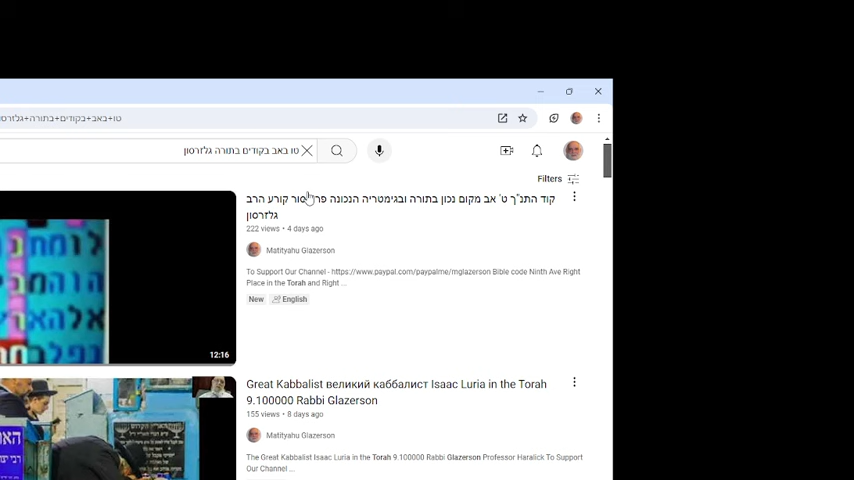 טו+באב+בקודים+בתורה+גלזרסו
טו באב בקודים בתורה גלזרסון
Filters
קוד התנ"ך ט' אב מקום נכון בתורה ובגימטריה הנכונה קורע הרב
גלזרסון
222 views • 4 days ago
Matityahu Glazerson
To Support Our Channel - https://www.paypal.com/paypalme/mglazerson Bible code Ninth Ave Right
Place in the Torah and Right ...
New English
12:16
Great Kabbalist великий каббалист Isaac Luria in the Torah
9.100000 Rabbi Glazerson
155 views • 8 days ago
Matityahu Glazerson
The Great Kabbalist Isaac Luria in the Torah 9.100000 Rabbi Glazerson Professor Haralick To Support
Our Channel ...